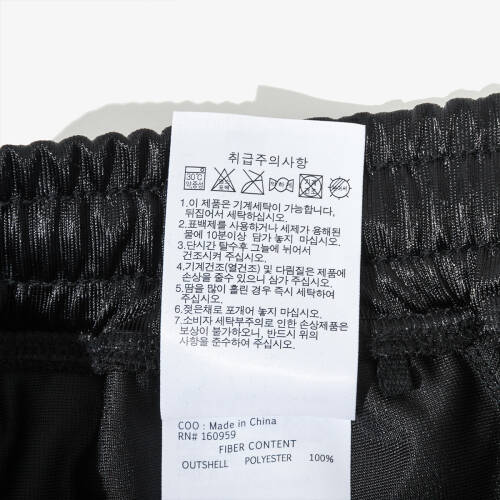 취급주의사항
30℃
약중성
1.이 제품은 기계세탁이 가능합니다,
뒤집어서 세탁하십시오.
2.표백제를 사용하거나 세제가 용해된
물에 10분이상 담가 놓지 마십시오.
3.단시간 탈수후 그늘에 뉘어서
건조시켜 주십시오.
4.기계건조(열건조) 및 다림질은 제품에
손상을 줄수 있으니 삼가 주십시오.
5.땀을 많이 흘린 경우 즉시 세탁하여
주십시오.
6.젖은채로 포개어 놓지 마십시오.
7.소비자 세탁부주의로 인한 손상제품은
보상이 불가하오니, 반드시 위의
사항을 준수하여 주십시오.
COO : Made in China
RN# 160959
FIBER CONTENT
OUTSHELL POLYESTER 100%